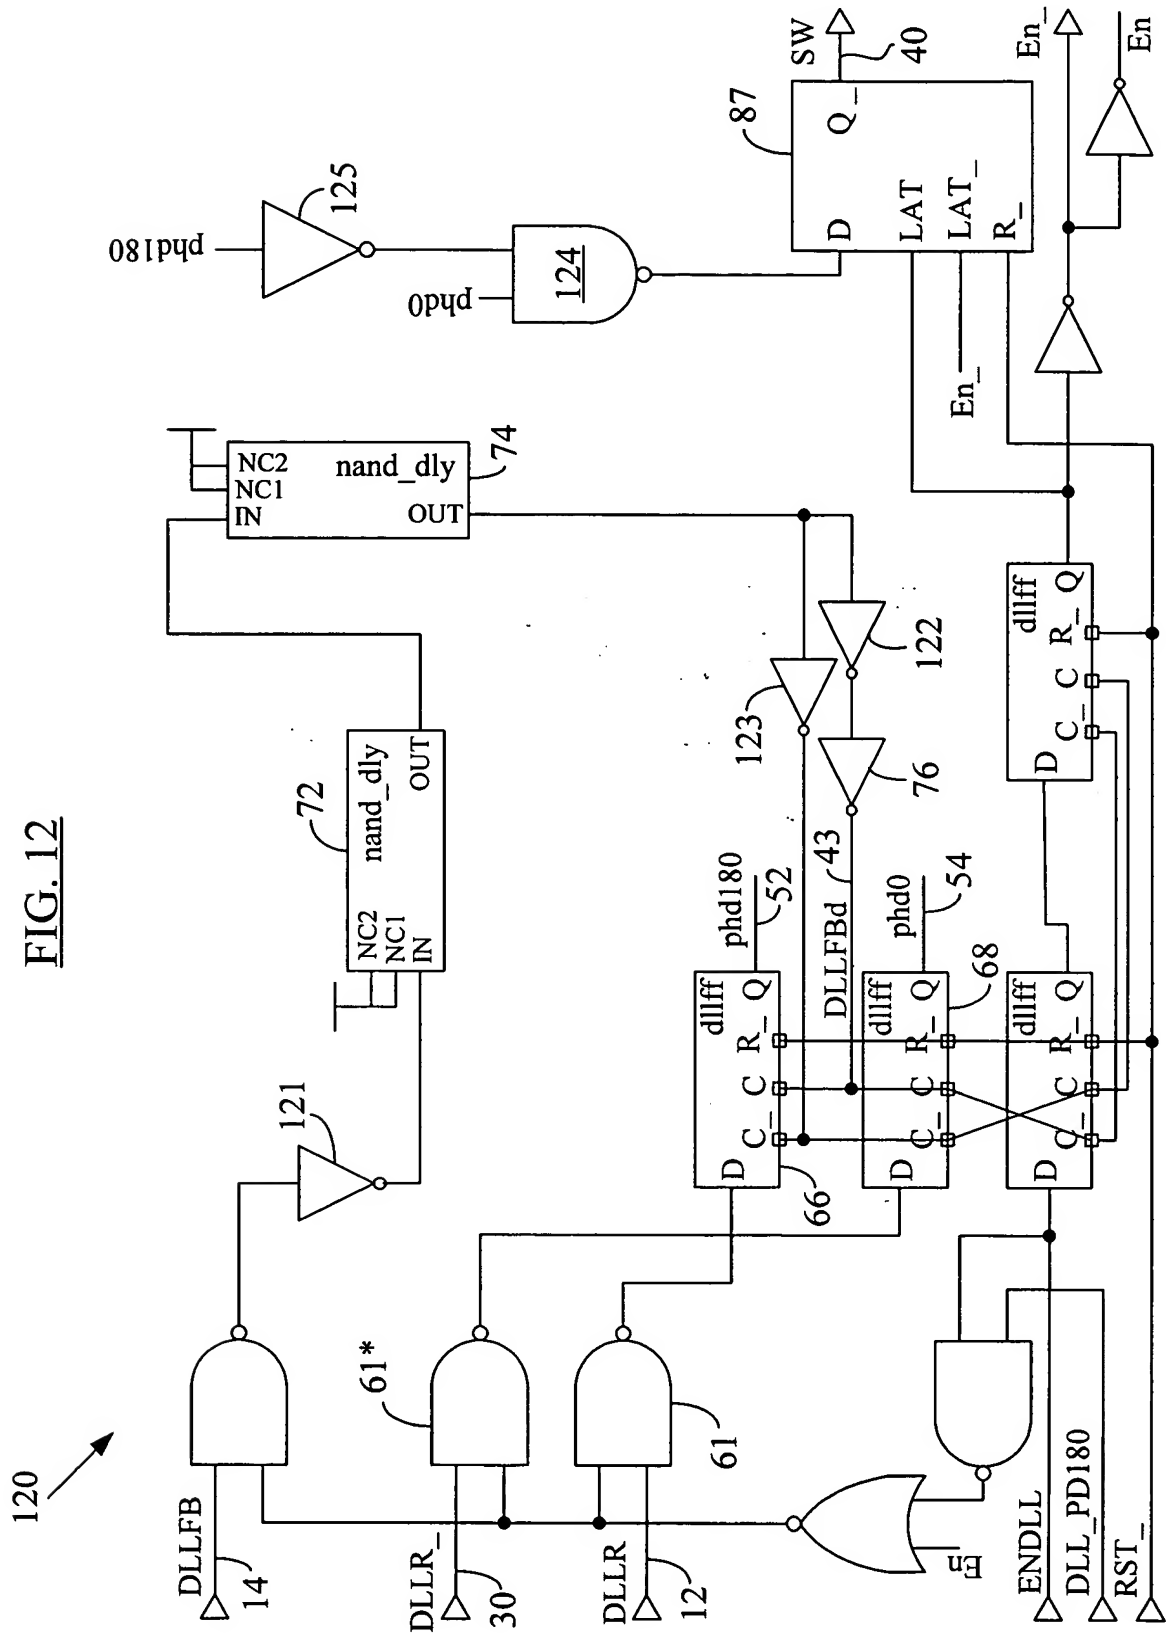 FIG. 12
120
DLLFB
14
DLLR_
30
DLLR
12
ENDLL
DLL_PD180
RST_
En
61*
61
121
72
NC2
NC1
IN
nand_dly
OUT
NC2
NC1
IN
nand_dly
OUT
74
phd180
125
phd0
124
123
122
76
DLLFBd
43
dllff
D
C_
C
R_
Q
66
phd180
52
dllff
D
C_
C
R_
Q
68
phd0
54
dllff
D
C_
C
R_
Q
dllff
D
C_
C
R_
Q
87
D
Q_
LAT
LAT_
R_
En_
SW
40
En_
En